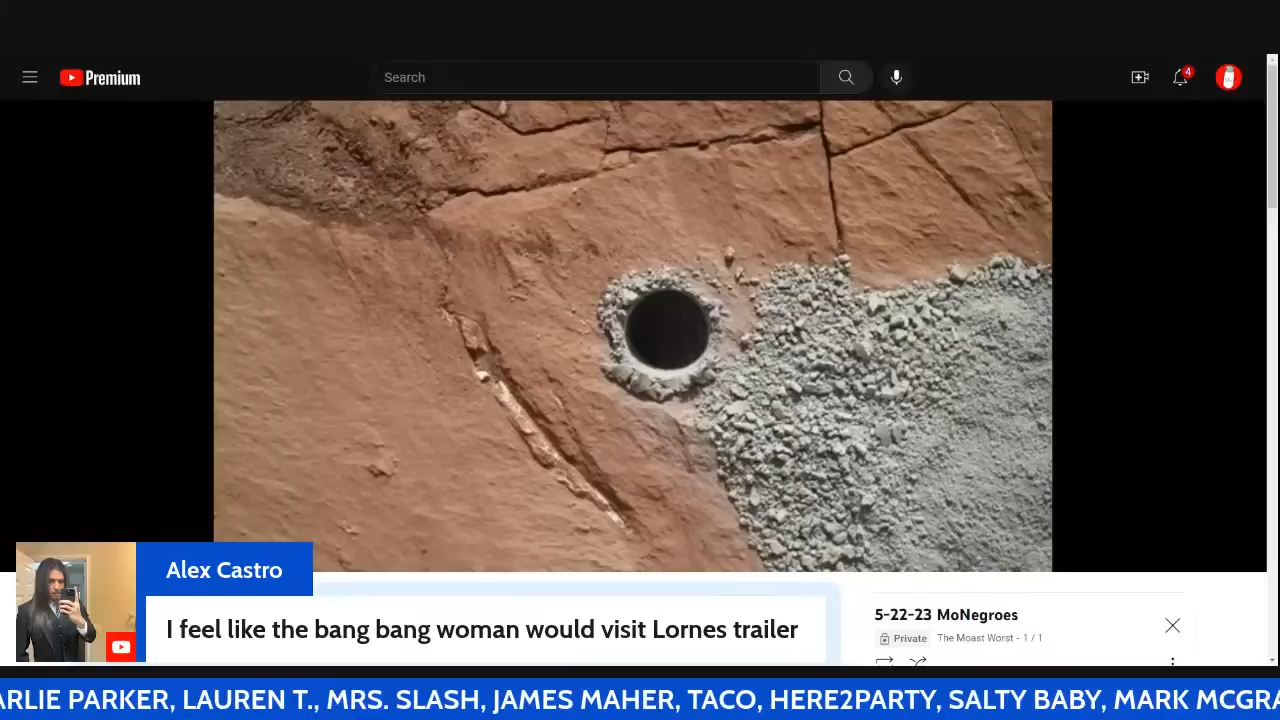 Premium
Search
4
Alex Castro
I feel like the bang bang woman would visit Lornes trailer
5-22-23 MoNegroes
Private The Moast Worst - 1 / 1
ARLIE PARKER, LAUREN T., MRS. SLASH, JAMES MAHER, TACO, HERE2PARTY, SALTY BABY, MARK MCGRA